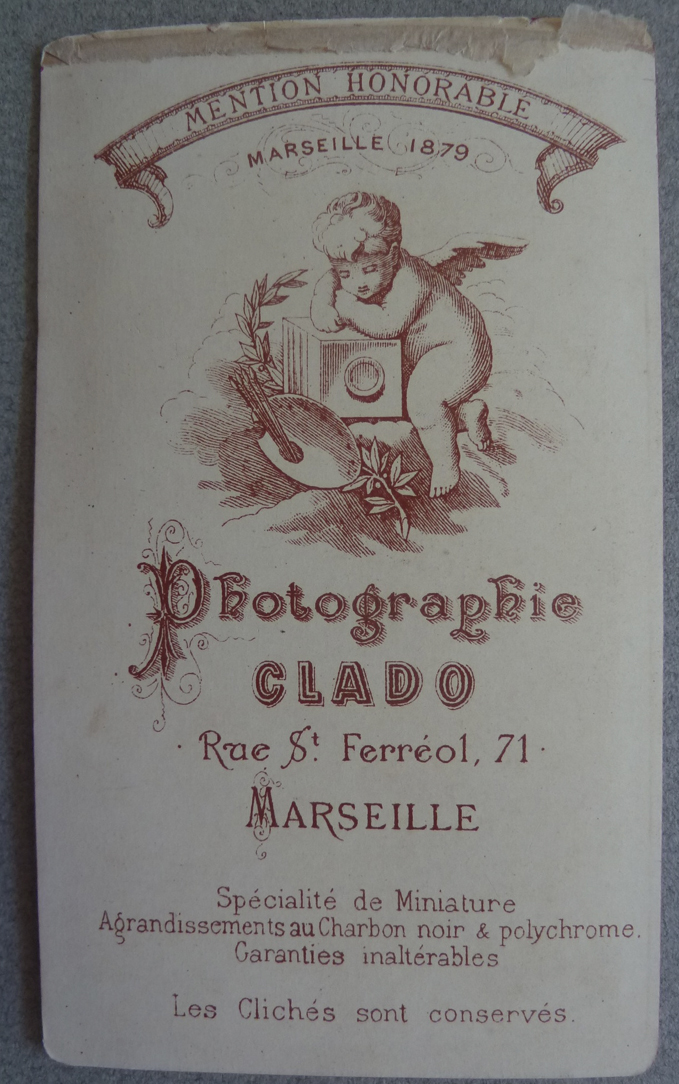 MENTION HONORABLE
MARSEILLE 1879
Photographie
CLADO
· Rue St. Ferréol, 71 ·
MARSEILLE
Spécialité de Miniature
Agrandissements au Charbon noir & polychrome.
Garanties inaltérables
Les Clichés sont conservés.